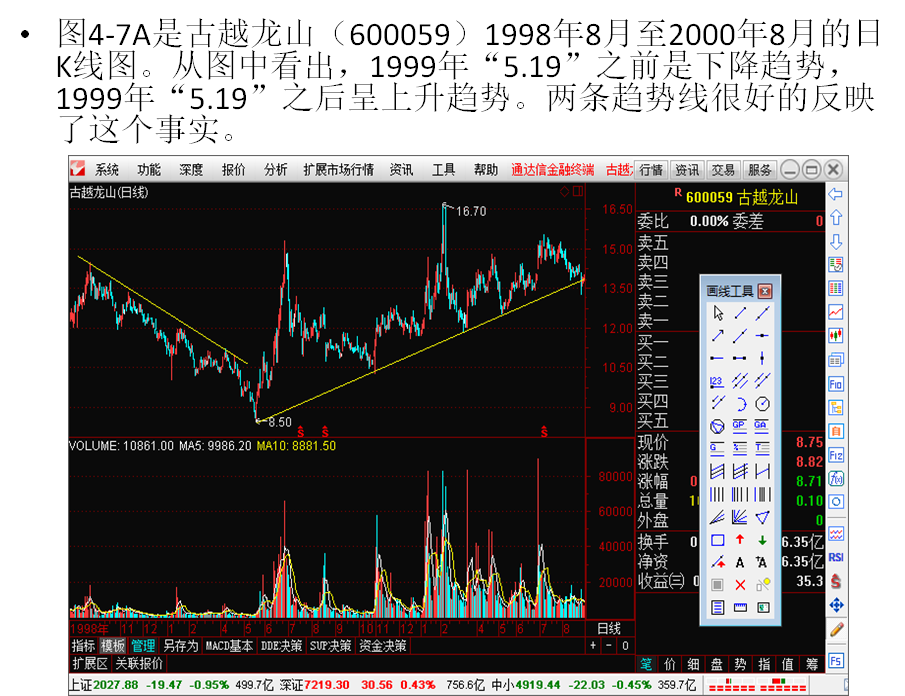 • 图4-7A是古越龙山（600059）1998年8月至2000年8月的日
K线图。从图中看出，1999年“5.19”之前是下降趋势，
1999年“5.19”之后呈上升趋势。两条趋势线很好的反映
了这个事实。
系统 功能 深度 报价 分析 扩展市场行情 资讯 工具 帮助 通达信金融终端 古越 行情 资讯 交易 服务
古越龙山(日线)
R 600059 古越龙山
16.70
16.50
委比 0.00% 委差 0
卖五
15.00
卖四
卖三
13.50
画线工具
卖二
卖一
12.00
买一
买二
10.50
买三
123
买四
9.00
8.50
买五
GP GA
S S S
VOLUME: 10861.00 MA5: 9986.20 MA10: 8881.50
现价 8.75
G
涨跌 8.82
80000
涨幅 0 8.71
总量 1 0.10
60000
外盘 0
40000
换手 0 6.35亿
净资 6.35亿
A A
20000
收益㈢ 0 35.3
1998年 11 12 1 2 4 5 6 7 8 9 10 11 12 1 2 4 5 6 7 8 日线
指标 模板 管理 另存为 MACD基本 DDE决策 SUP决策 资金决策 + - 0
扩展区 关联报价 笔 价 细 盘 势 指 值 筹
F10
自
F12
f(x)
RSI
F5
上证2027.88 -19.47 -0.95% 499.7亿 深证7219.30 30.56 0.43% 756.6亿 中小4919.44 -22.03 -0.45% 359.7亿